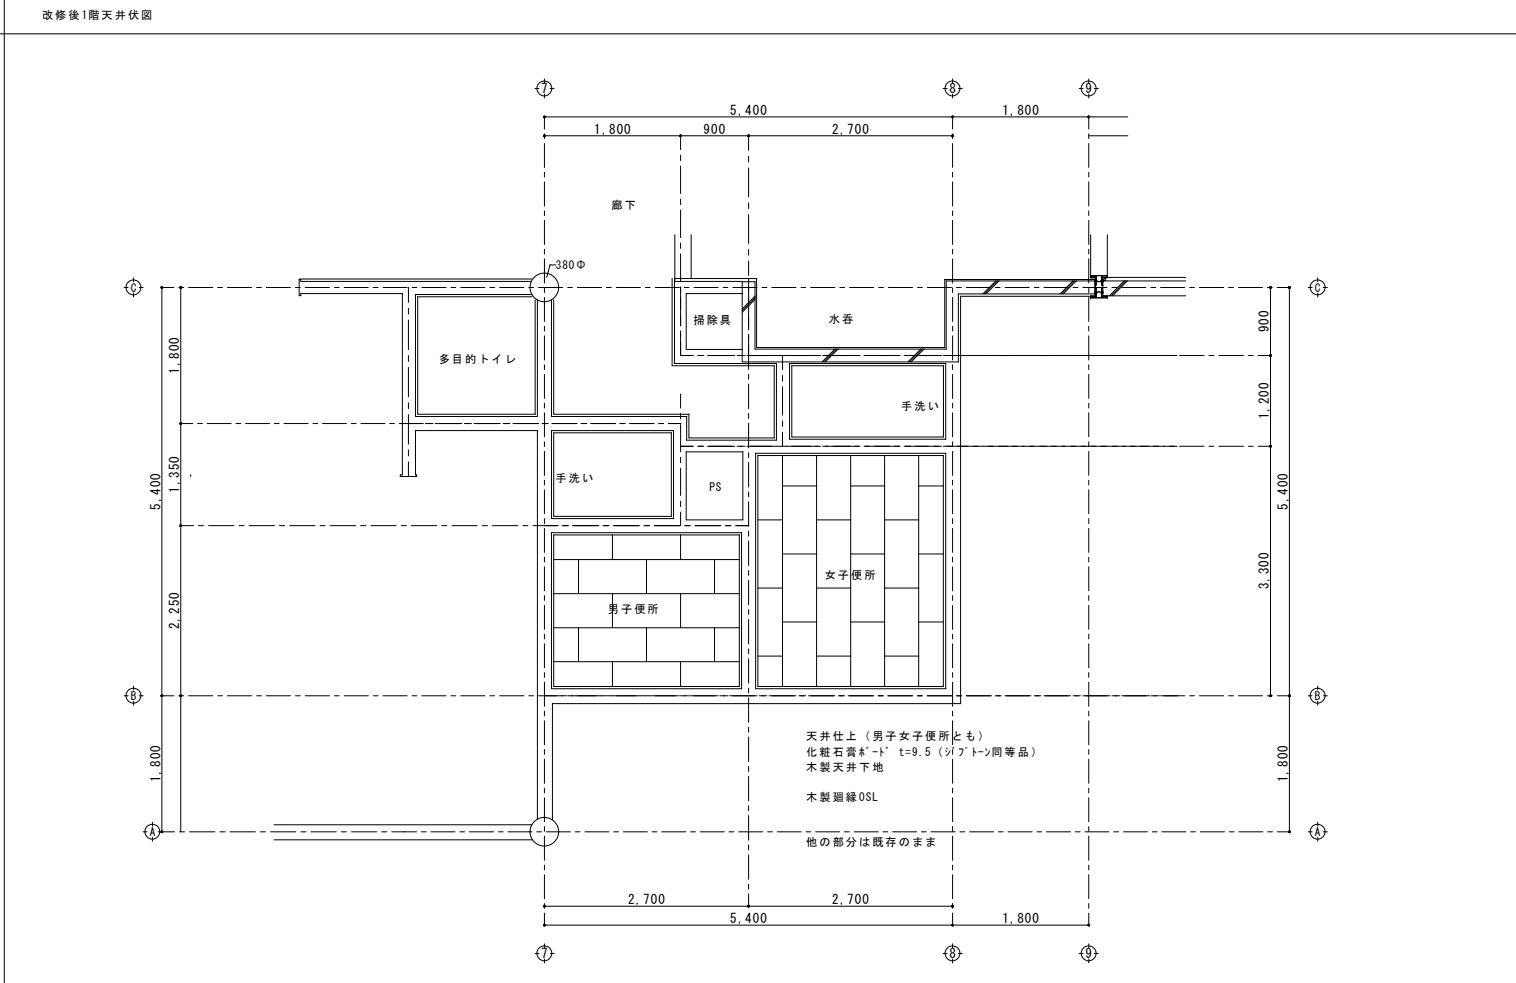 改修後1階天井伏図
7
8
9
5,400
1,800
1,800
900
2,700
廊下
380Φ
C
C
掃除具
水呑
900
1,800
多目的トイレ
手洗い
1,200
手洗い
PS
1,350
5,400
5,400
女子便所
3,300
男子便所
2,250
B
B
天井仕上（男子女子便所とも）
化粧石膏ﾎﾞｰﾄﾞ t=9.5（ｼﾞﾌﾟﾄｰﾝ同等品）
木製天井下地
1,800
1,800
木製廻縁OSL
A
A
他の部分は既存のまま
2,700
2,700
5,400
1,800
7
8
9